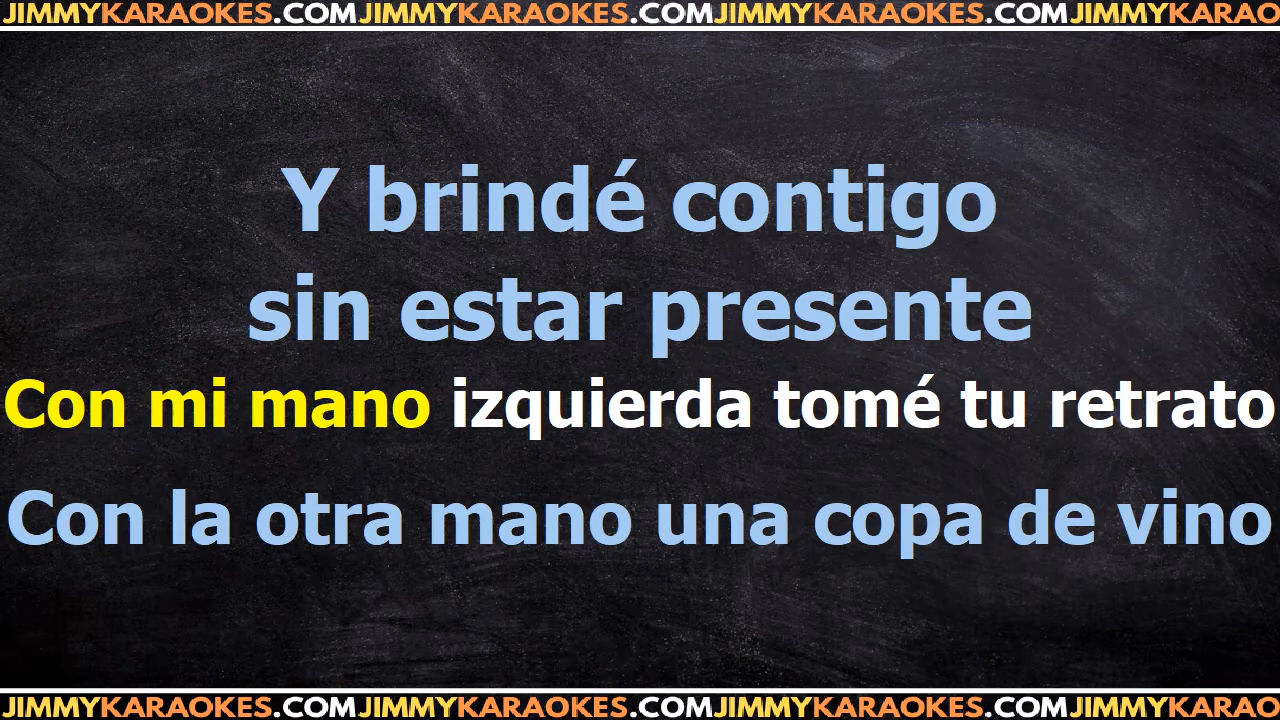 JIMMYKARAOKES.COMJIMMYKARAOKES.COMJIMMYKARAOKES.COMJIMMYKARAO
Y brindé contigo
sin estar presente
Con mi mano izquierda tomé tu retrato
Con la otra mano una copa de vino
JIMMYKARAOKES.COMJIMMYKARAOKES.COMJIMMYKARAOKES.COMJIMMYKARAO